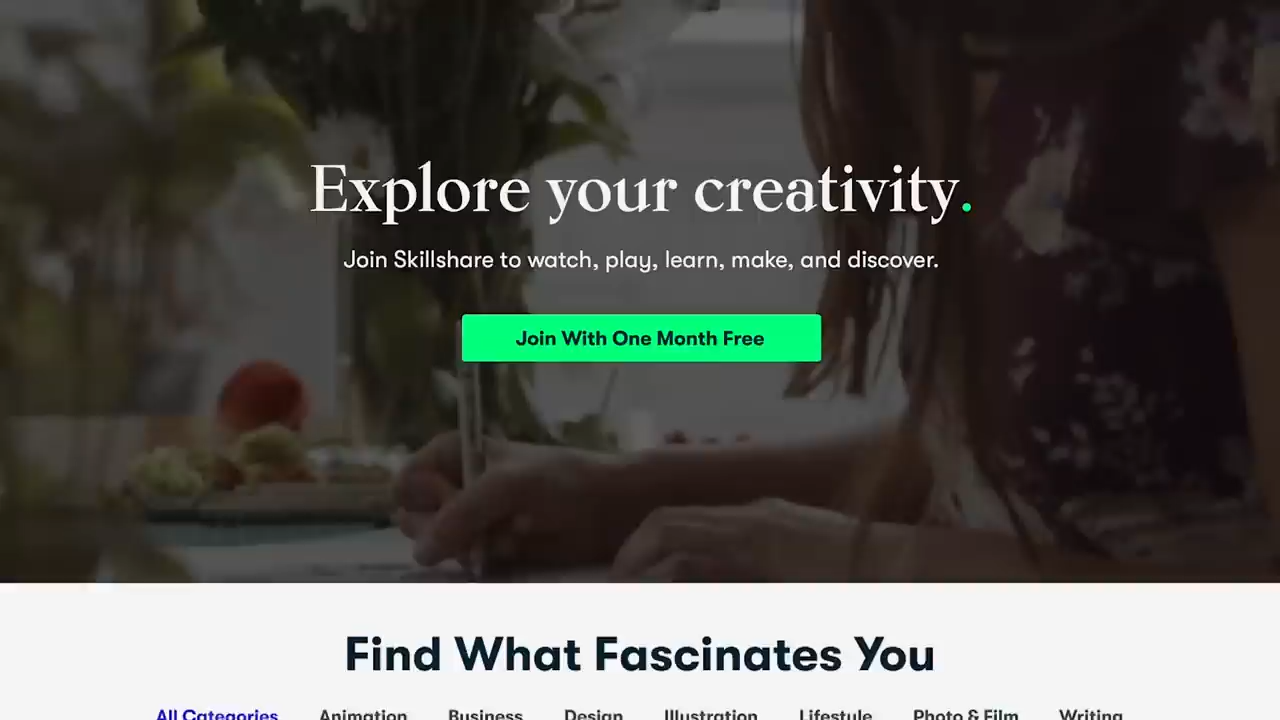 Explore your creativity.
Join Skillshare to watch, play, learn, make, and discover.
Join With One Month Free
Find What Fascinates You
All Categories Animation Business Design Illustration Lifestyle Photo & Film Writing